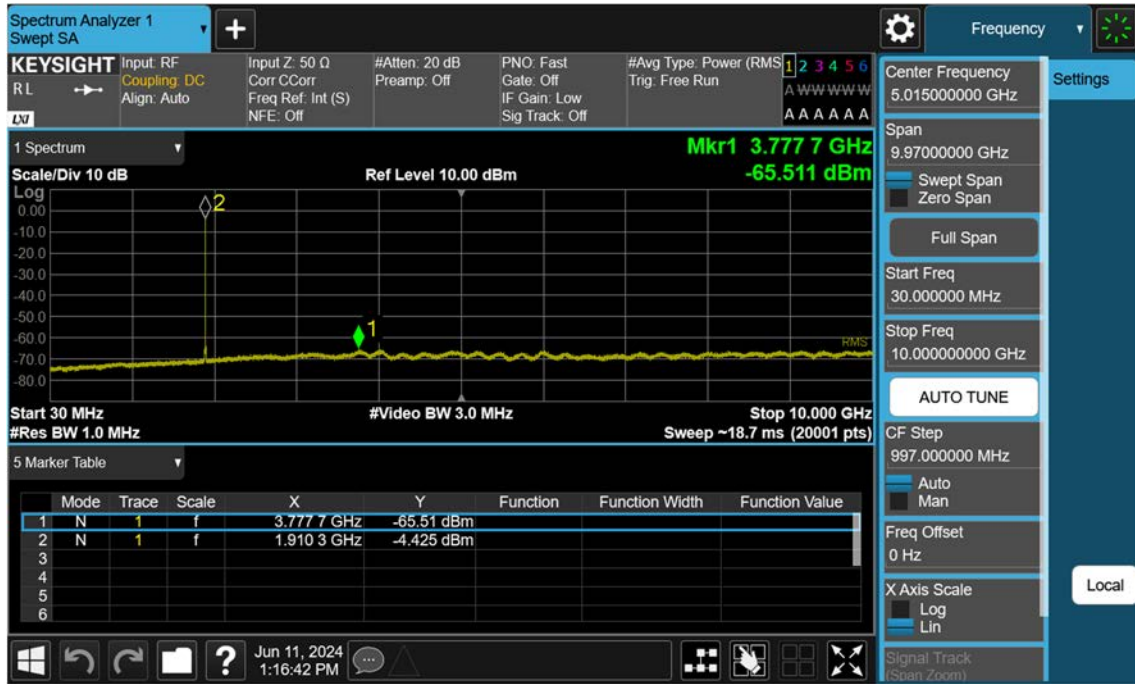 Spectrum Analyzer 1
Swept SA
+
Frequency
KEYSIGHT
RL
LXI
Input: RF
Coupling: DC
Align: Auto
Input Z: 50 Ω
Corr CCorr
Freq Ref: Int (S)
NFE: Off
#Atten: 20 dB
Preamp: Off
PNO: Fast
Gate: Off
IF Gain: Low
Sig Track: Off
#Avg Type: Power (RMS
Trig: Free Run
1 2 3 4 5 6
A W W W W W
A A A A A A
1 Spectrum
Mkr1 3.777 7 GHz
-65.511 dBm
Scale/Div 10 dB
Ref Level 10.00 dBm
Log
0.00
-10.0
-20.0
-30.0
-40.0
-50.0
-60.0
-70.0
-80.0
2
1
RMS
Start 30 MHz
#Video BW 3.0 MHz
Stop 10.000 GHz
#Res BW 1.0 MHz
Sweep ~18.7 ms (20001 pts)
5 Marker Table
Mode Trace Scale X Y Function Function Width Function Value
1 N 1 f 3.777 7 GHz -65.51 dBm
2 N 1 f 1.910 3 GHz -4.425 dBm
3
4
5
6
Center Frequency
5.015000000 GHz
Settings
Span
9.97000000 GHz
Swept Span
Zero Span
Full Span
Start Freq
30.000000 MHz
Stop Freq
10.000000000 GHz
AUTO TUNE
CF Step
997.000000 MHz
Auto
Man
Freq Offset
0 Hz
X Axis Scale
Log
Lin
Local
Signal Track
(Span Zoom)
?
Jun 11, 2024
1:16:42 PM